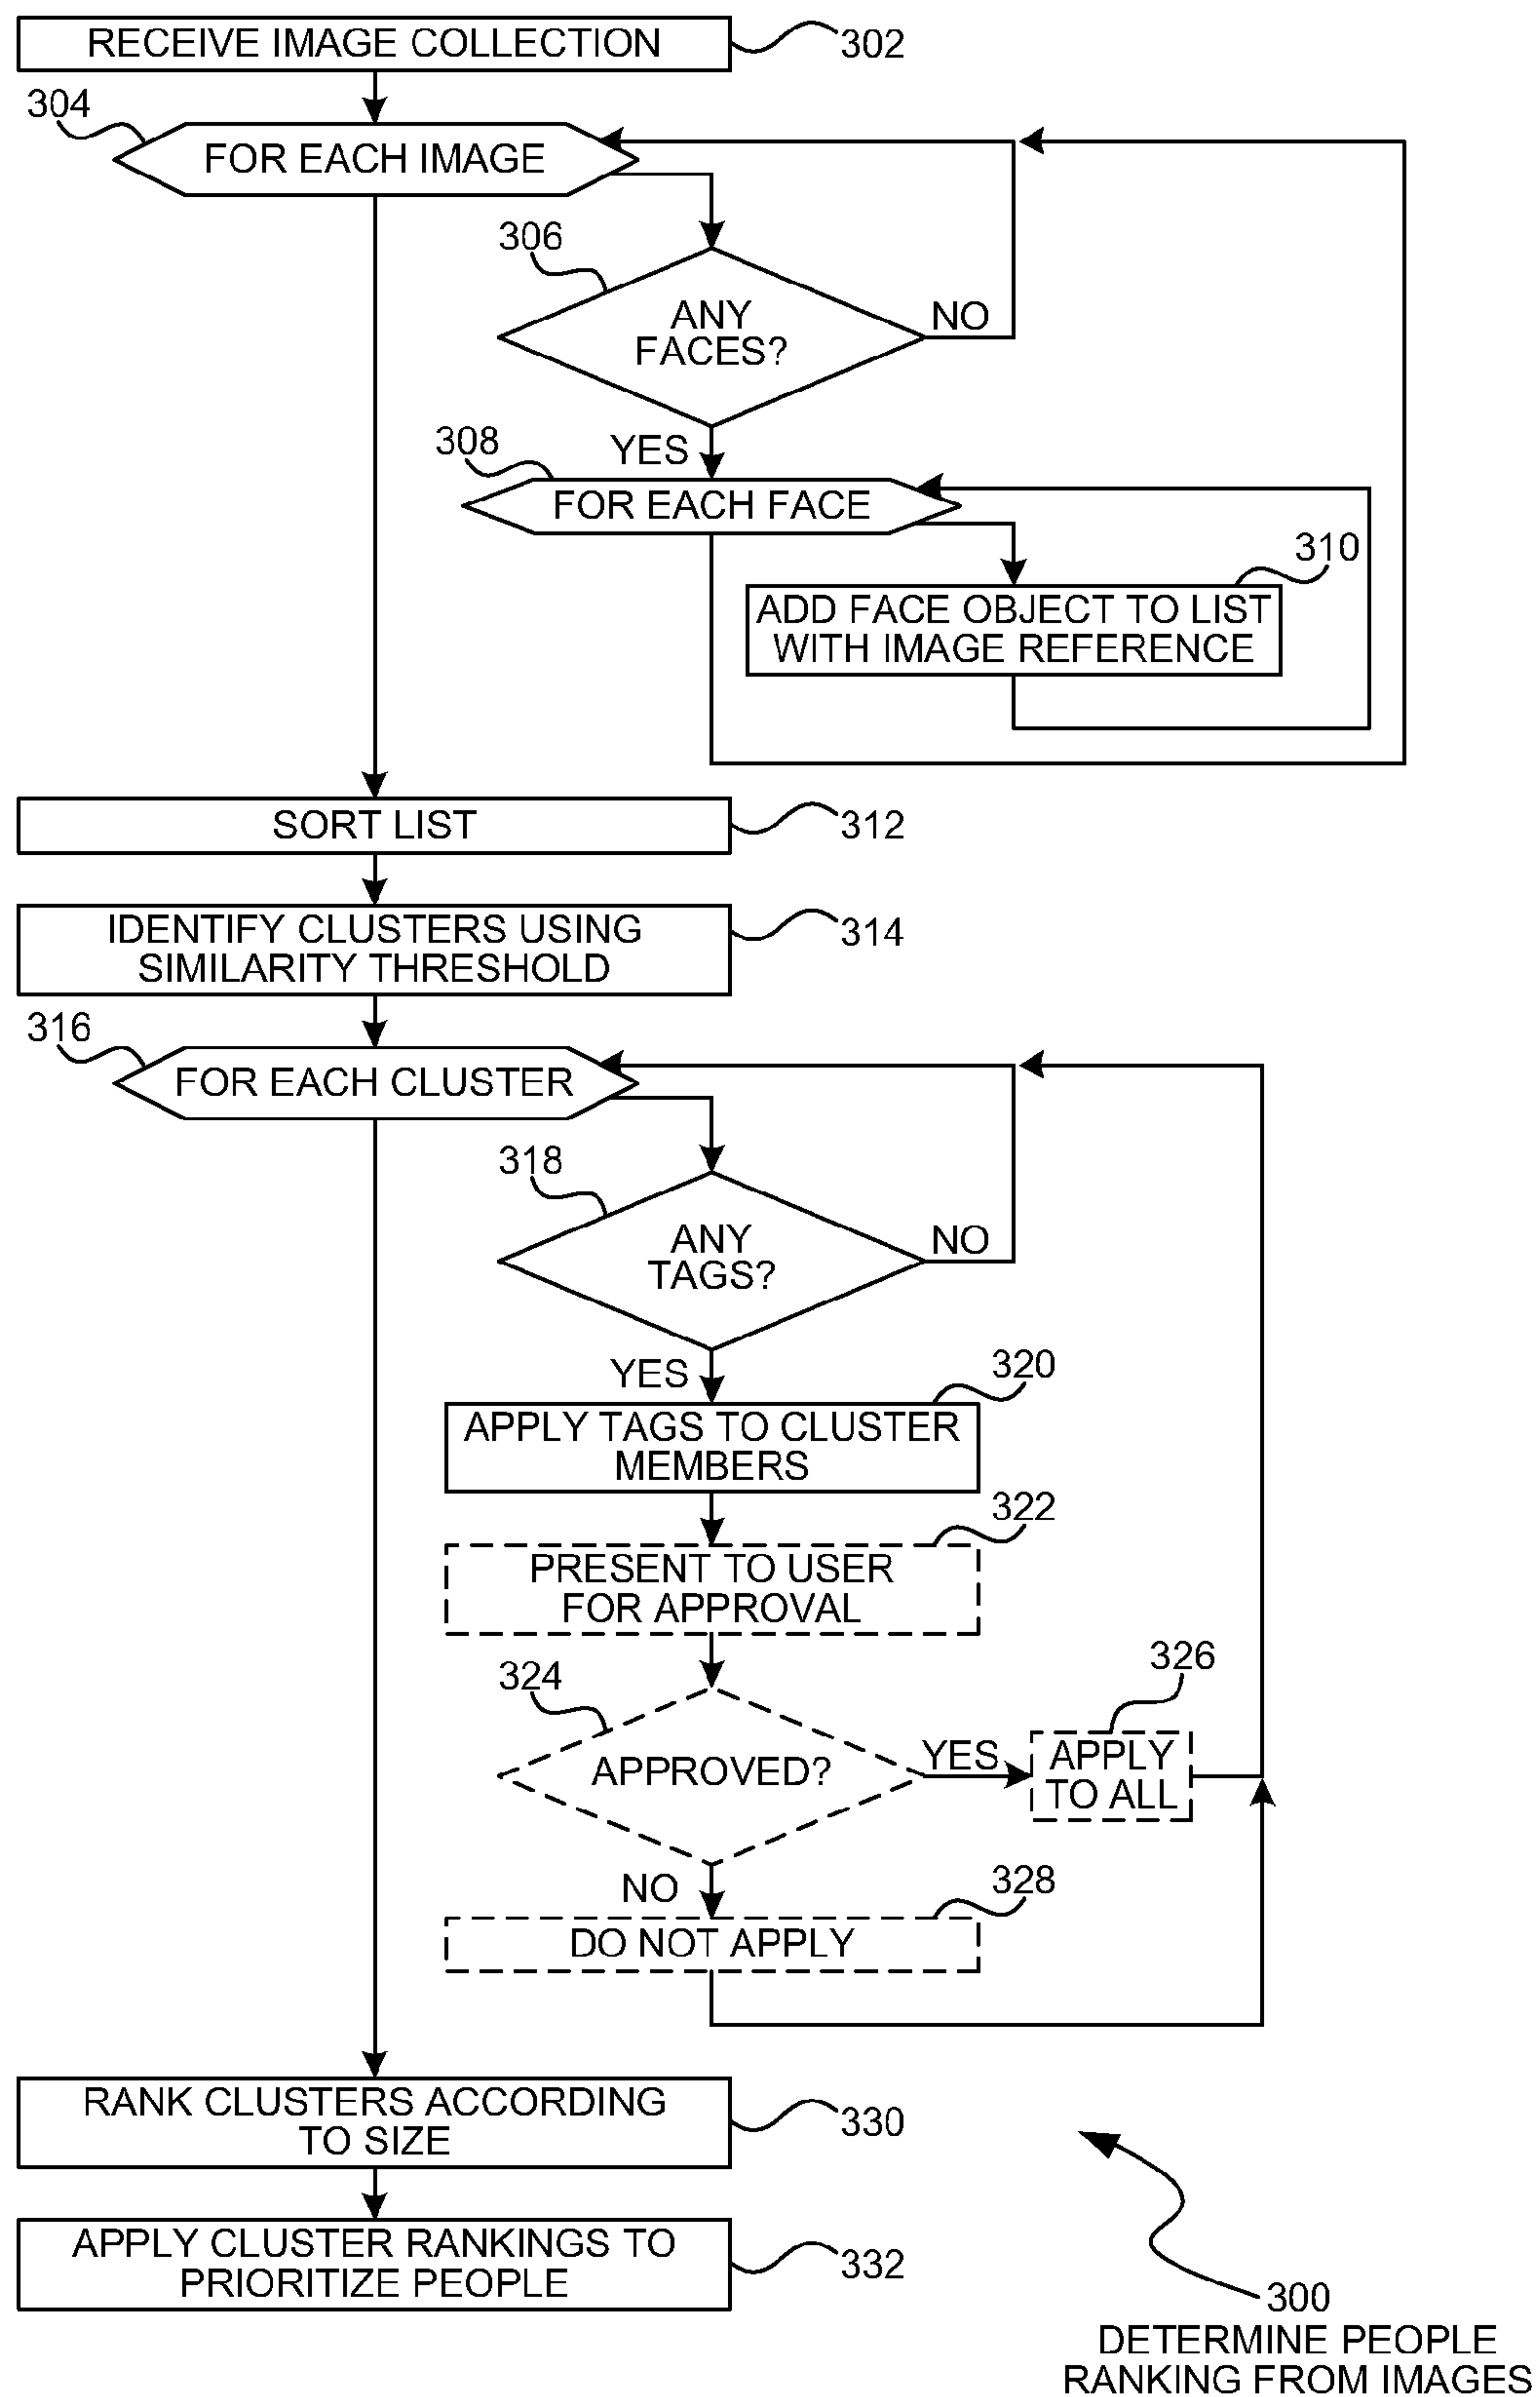 RECEIVE IMAGE COLLECTION
302
304
FOR EACH IMAGE
306
ANY
FACES?
NO
YES
308
FOR EACH FACE
310
ADD FACE OBJECT TO LIST
WITH IMAGE REFERENCE
SORT LIST
312
IDENTIFY CLUSTERS USING
SIMILARITY THRESHOLD
314
316
FOR EACH CLUSTER
318
ANY
TAGS?
NO
YES
320
APPLY TAGS TO CLUSTER
MEMBERS
322
PRESENT TO USER
FOR APPROVAL
324
APPROVED?
YES
326
APPLY
TO ALL
NO
328
DO NOT APPLY
RANK CLUSTERS ACCORDING
TO SIZE
330
APPLY CLUSTER RANKINGS TO
PRIORITIZE PEOPLE
332
300
DETERMINE PEOPLE
RANKING FROM IMAGES